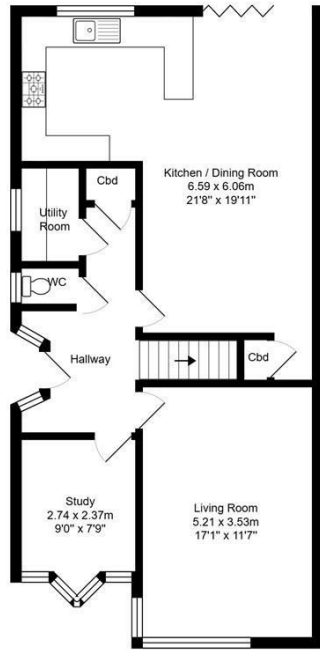 Kitchen / Dining Room
6.59 x 6.06m
21'8" x 19'11"
Cbd
Utility
Room
WC
Hallway
Cbd
Study
2.74 x 2.37m
9'0" x 7'9"
Living Room
5.21 x 3.53m
17'1" x 11'7"